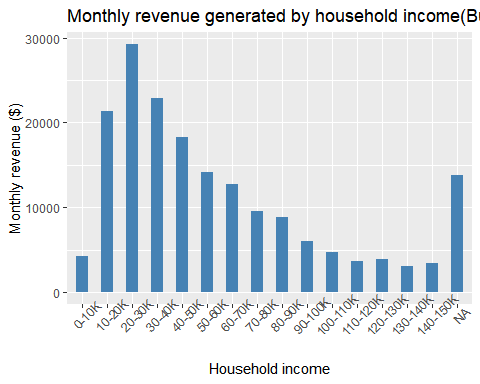 Monthly revenue generated by household income(Bu
30000
20000
10000
0
Monthly revenue ($)
0-10K
10-20K
20-30K
30-40K
40-50K
50-60K
60-70K
70-80K
80-90K
90-100K
100-110K
110-120K
120-130K
130-140K
140-150K
NA
Household income